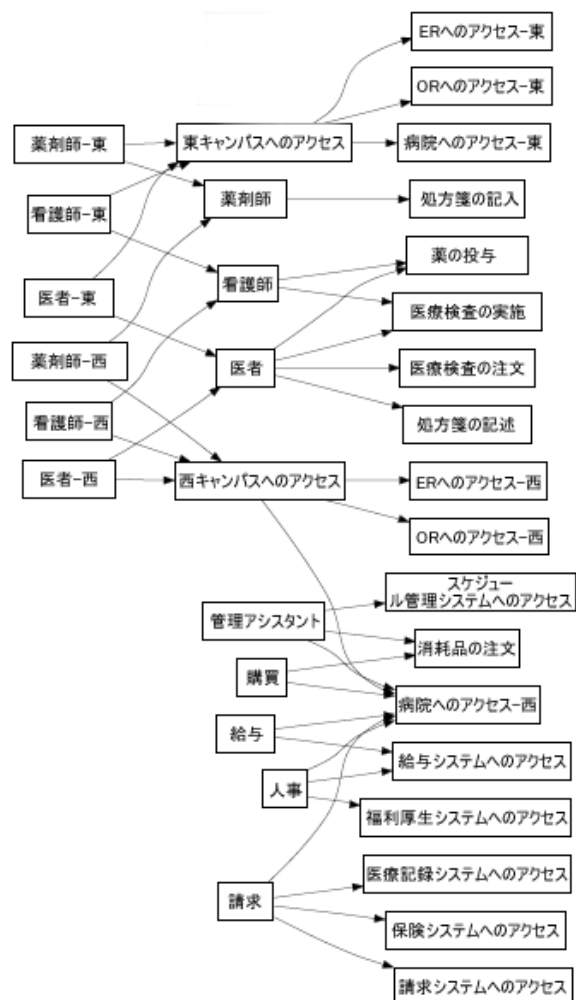 ERへのアクセス-東
ORへのアクセス-東
薬剤師-東
東キャンパスへのアクセス
病院へのアクセス-東
薬剤師
処方箋の記入
看護師-東
薬の投与
看護師
医者-東
医療検査の実施
薬剤師-西
医者
医療検査の注文
看護師-西
処方箋の記述
医者-西
西キャンパスへのアクセス
ERへのアクセス-西
ORへのアクセス-西
スケジュー
ル管理システムへのアクセス
管理アシスタント
消耗品の注文
購買
病院へのアクセス-西
給与
給与システムへのアクセス
人事
福利厚生システムへのアクセス
医療記録システムへのアクセス
請求
保険システムへのアクセス
請求システムへのアクセス